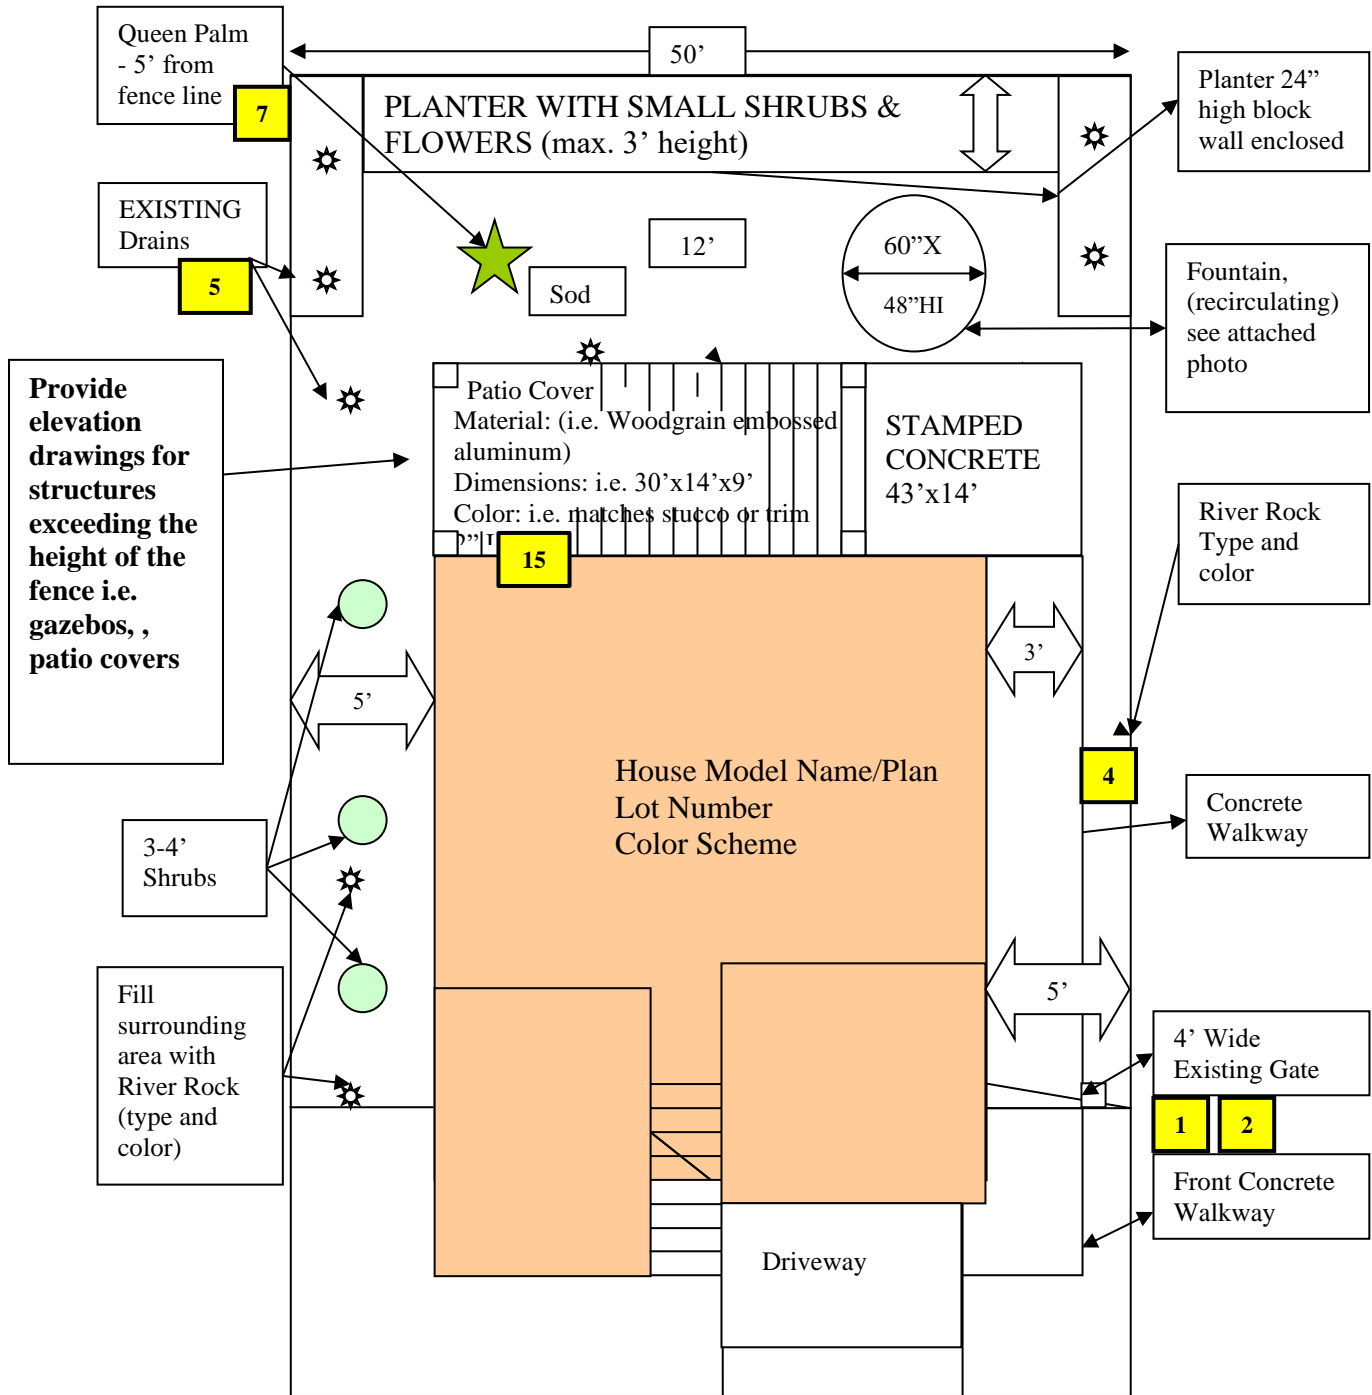 Queen Palm
- 5’ from
fence line
7
50’
PLANTER WITH SMALL SHRUBS &
FLOWERS (max. 3’ height)
Planter 24”
high block
wall enclosed
EXISTING
Drains
5
12’
Sod
60”X
48”HI
Fountain,
(recirculating)
see attached
photo
Provide
elevation
drawings for
structures
exceeding the
height of the
fence i.e.
gazebos, ,
patio covers
Patio Cover
Material: (i.e. Woodgrain embossed
aluminum)
Dimensions: i.e. 30’x14’x9’
Color: i.e. matches stucco or trim
15
STAMPED
CONCRETE
43’x14’
River Rock
Type and
color
3’
5’
House Model Name/Plan
Lot Number
Color Scheme
4
Concrete
Walkway
3-4’
Shrubs
Fill
surrounding
area with
River Rock
(type and
color)
5’
4’ Wide
Existing Gate
1
2
Front Concrete
Walkway
Driveway